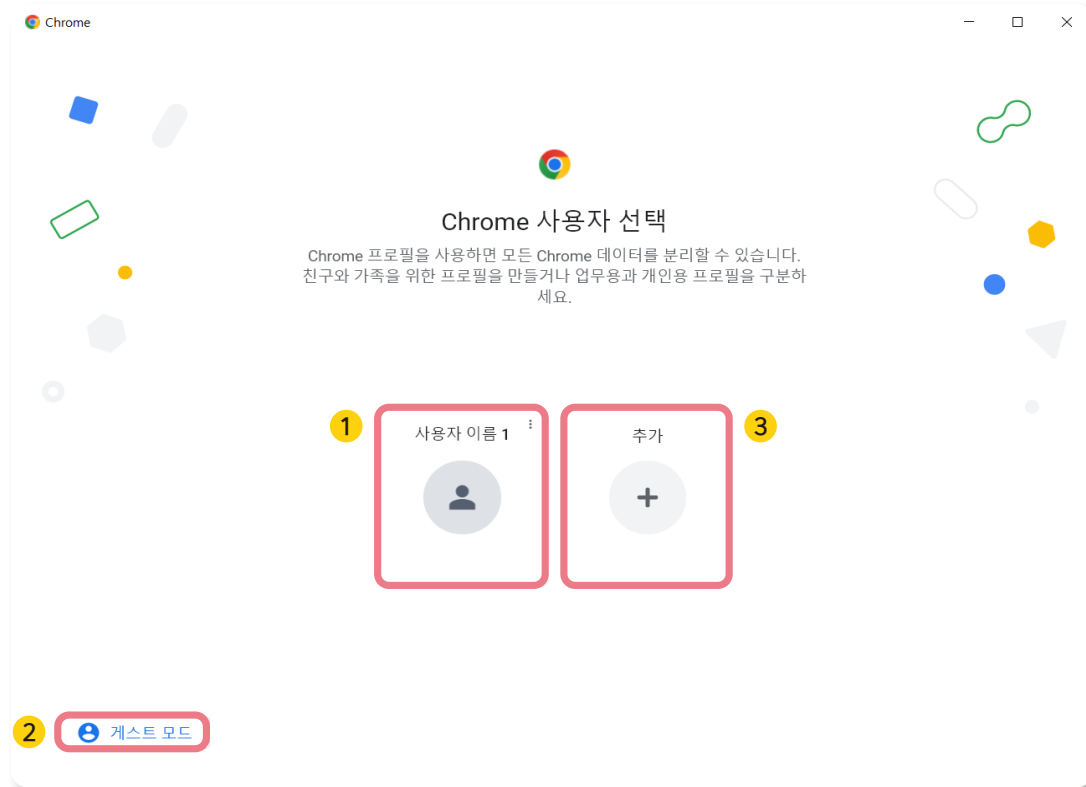 Chrome
Chrome 사용자 선택
Chrome 프로필을 사용하면 모든 Chrome 데이터를 분리할 수 있습니다.
친구와 가족을 위한 프로필을 만들거나 업무용과 개인용 프로필을 구분하
세요.
1
사용자 이름 1
추가
3
2
게스트 모드